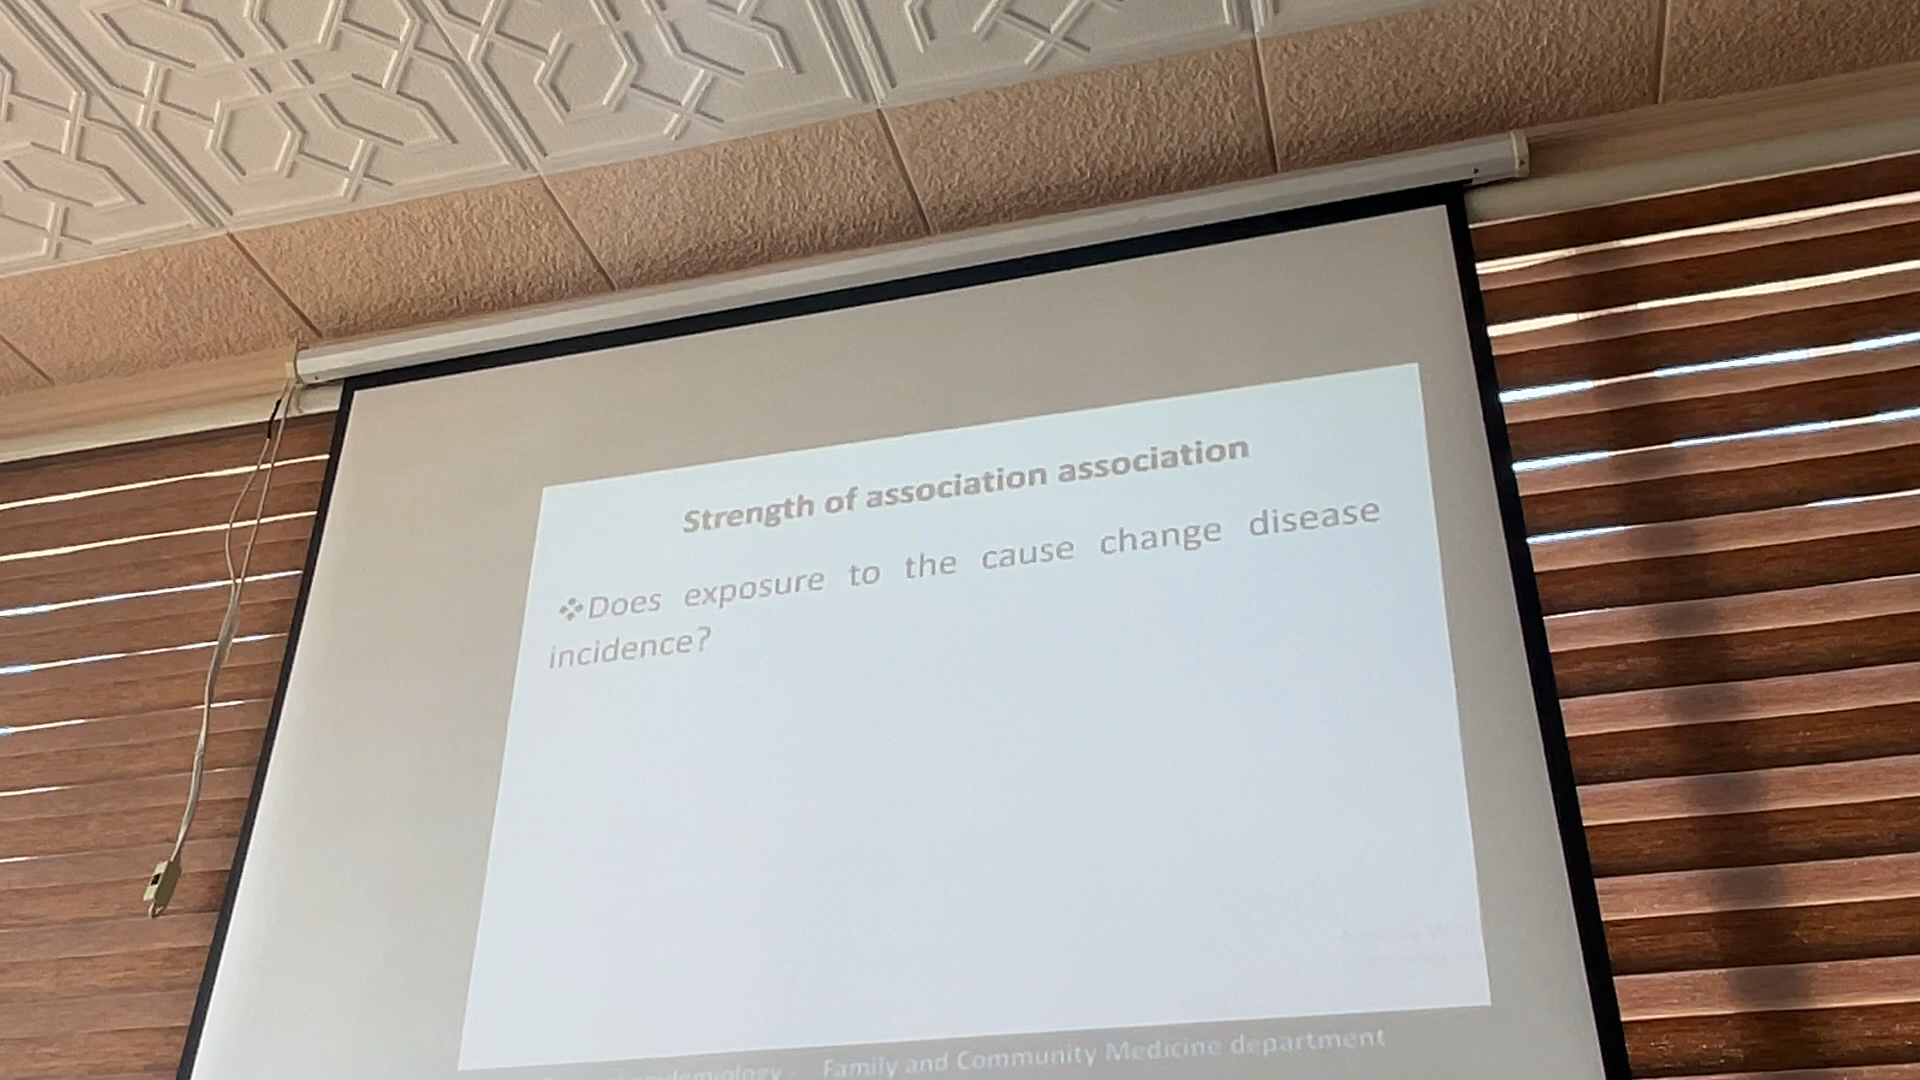 Strength of association association
❖Does exposure to the cause change disease
incidence?
Family and Community Medicine department